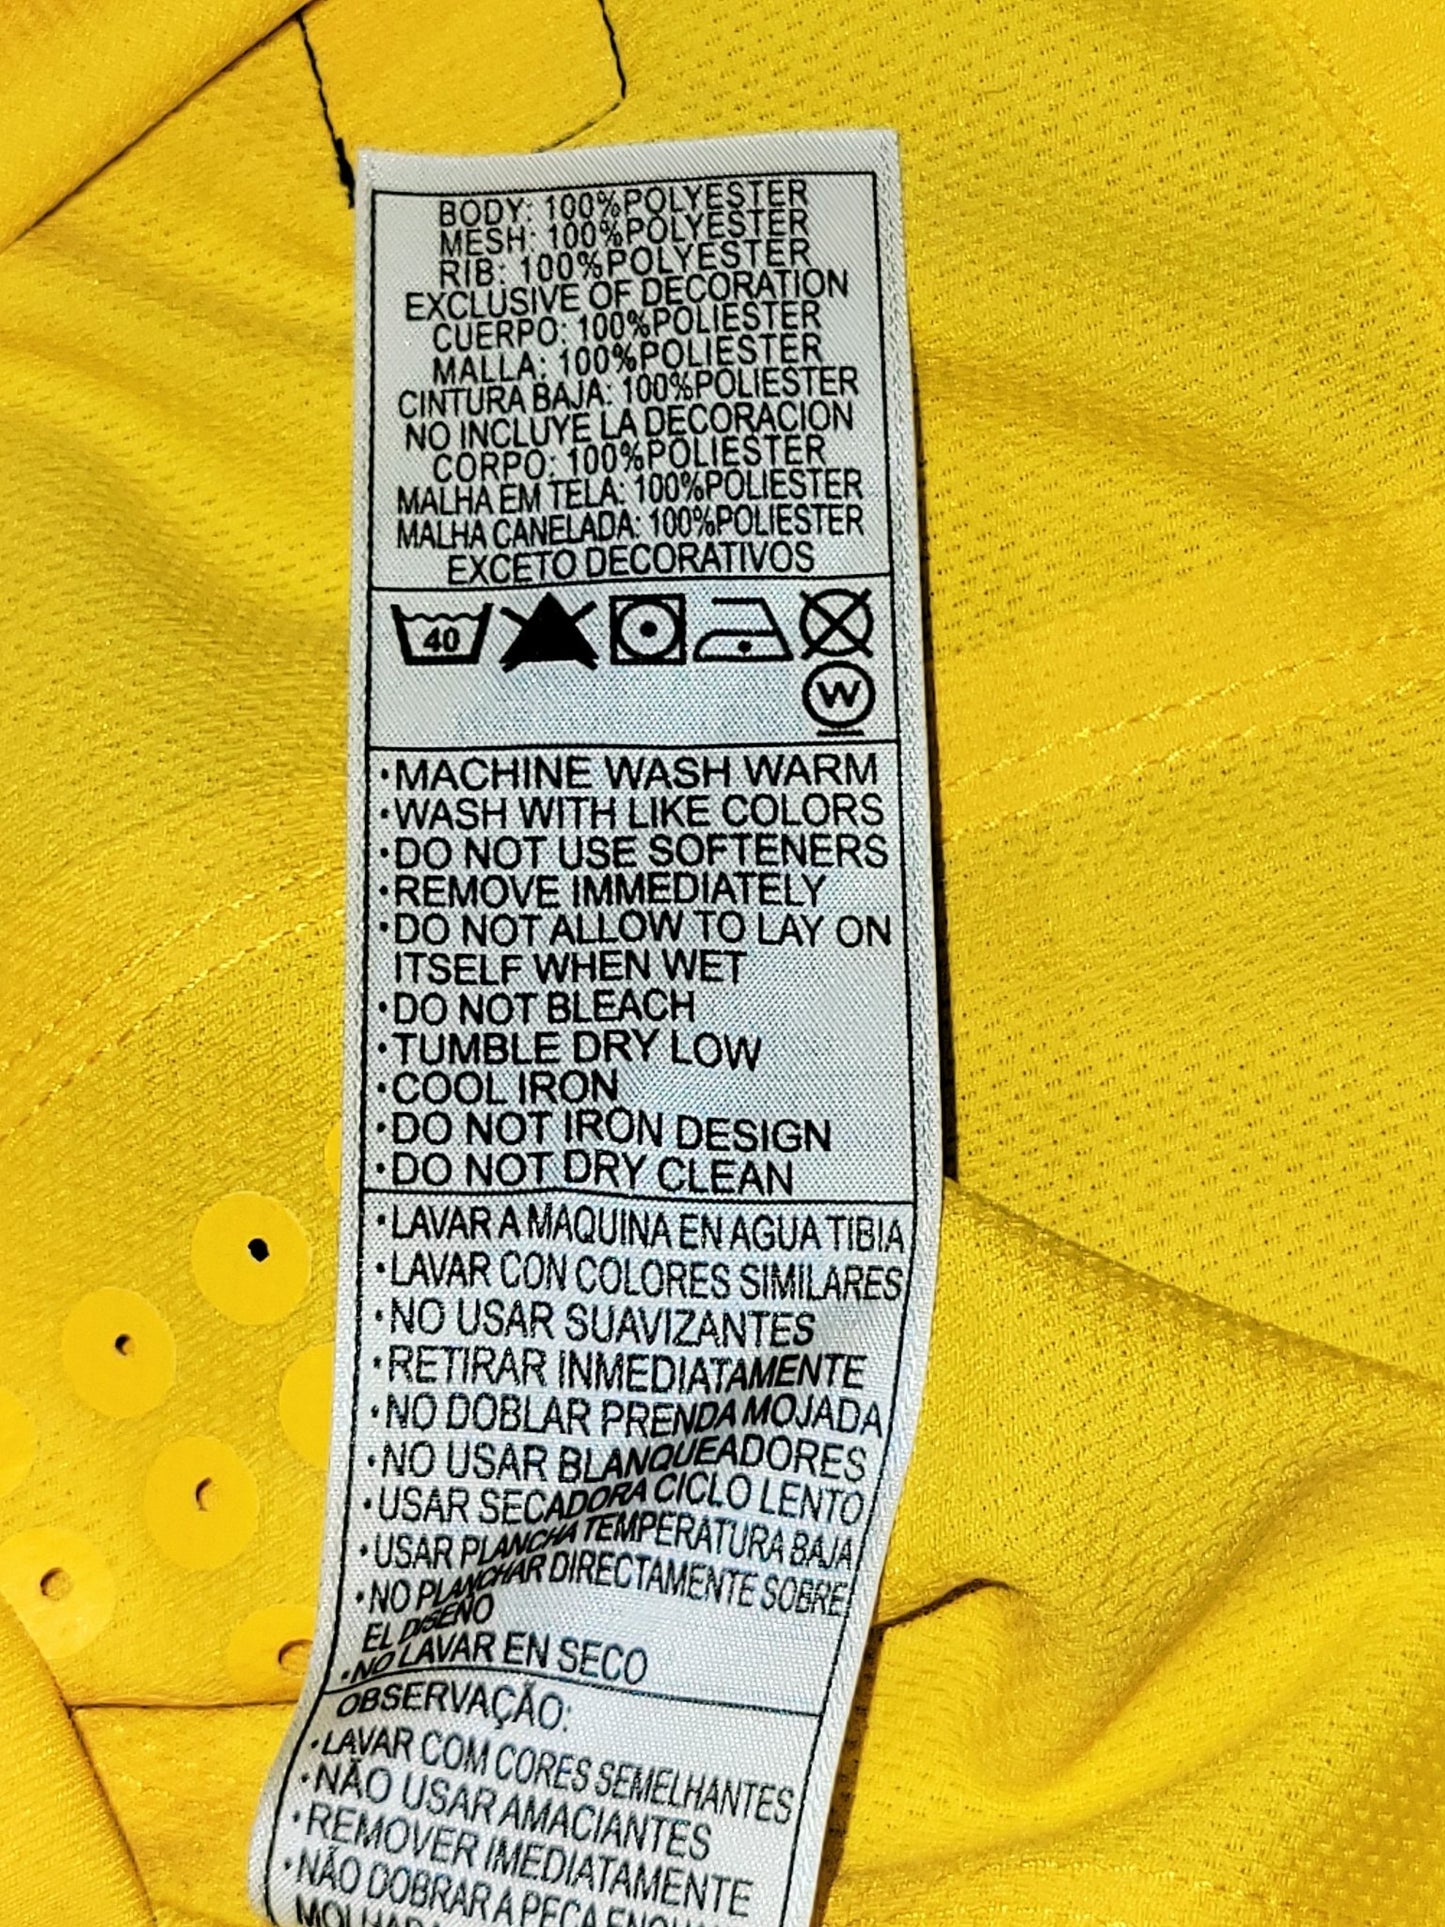 BODY: 100%POLYESTER
MESH: 100%POLYESTER
RIB: 100%POLYESTER
EXCLUSIVE OF DECORATION
CUERPO: 100%POLIESTER
MALLA: 100%POLIESTER
CINTURA BAJA: 100%POLIESTER
NO INCLUYE LA DECORACION
CORPO: 100%POLIESTER
MALHA EM TELA: 100%POLIESTER
MALHA CANELADA: 100%POLIESTER
EXCETO DECORATIVOS
40
W
•MACHINE WASH WARM
•WASH WITH LIKE COLORS
•DO NOT USE SOFTENERS
•REMOVE IMMEDIATELY
•DO NOT ALLOW TO LAY ON
ITSELF WHEN WET
•DO NOT BLEACH
•TUMBLE DRY LOW
•COOL IRON
•DO NOT IRON DESIGN
•DO NOT DRY CLEAN
•LAVAR A MAQUINA EN AGUA TIBIA
•LAVAR CON COLORES SIMILARES
•NO USAR SUAVIZANTES
•RETIRAR INMEDIATAMENTE
•NO DOBLAR PRENDA MOJADA
•NO USAR BLANQUEADORES
•USAR SECADORA CICLO LENTO
•USAR PLANCHA TEMPERATURA BAJA
•NO PLANCHAR DIRECTAMENTE SOBRE
EL DISENO
•NO LAVAR EN SECO
OBSERVAÇÃO:
•LAVAR COM CORES SEMELHANTES
•NÃO USAR AMACIANTES
•REMOVER IMEDIATAMENTE
•NÃO DOBRAR A PEÇA